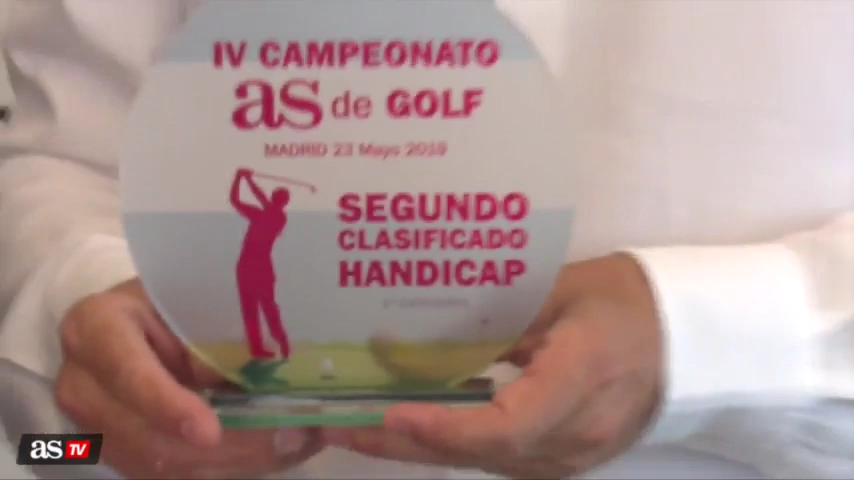 IV CAMPEONATO
as de GOLF
MADRID 23 Mayo 2019
SEGUNDO
CLASIFICADO
HANDICAP
as TV